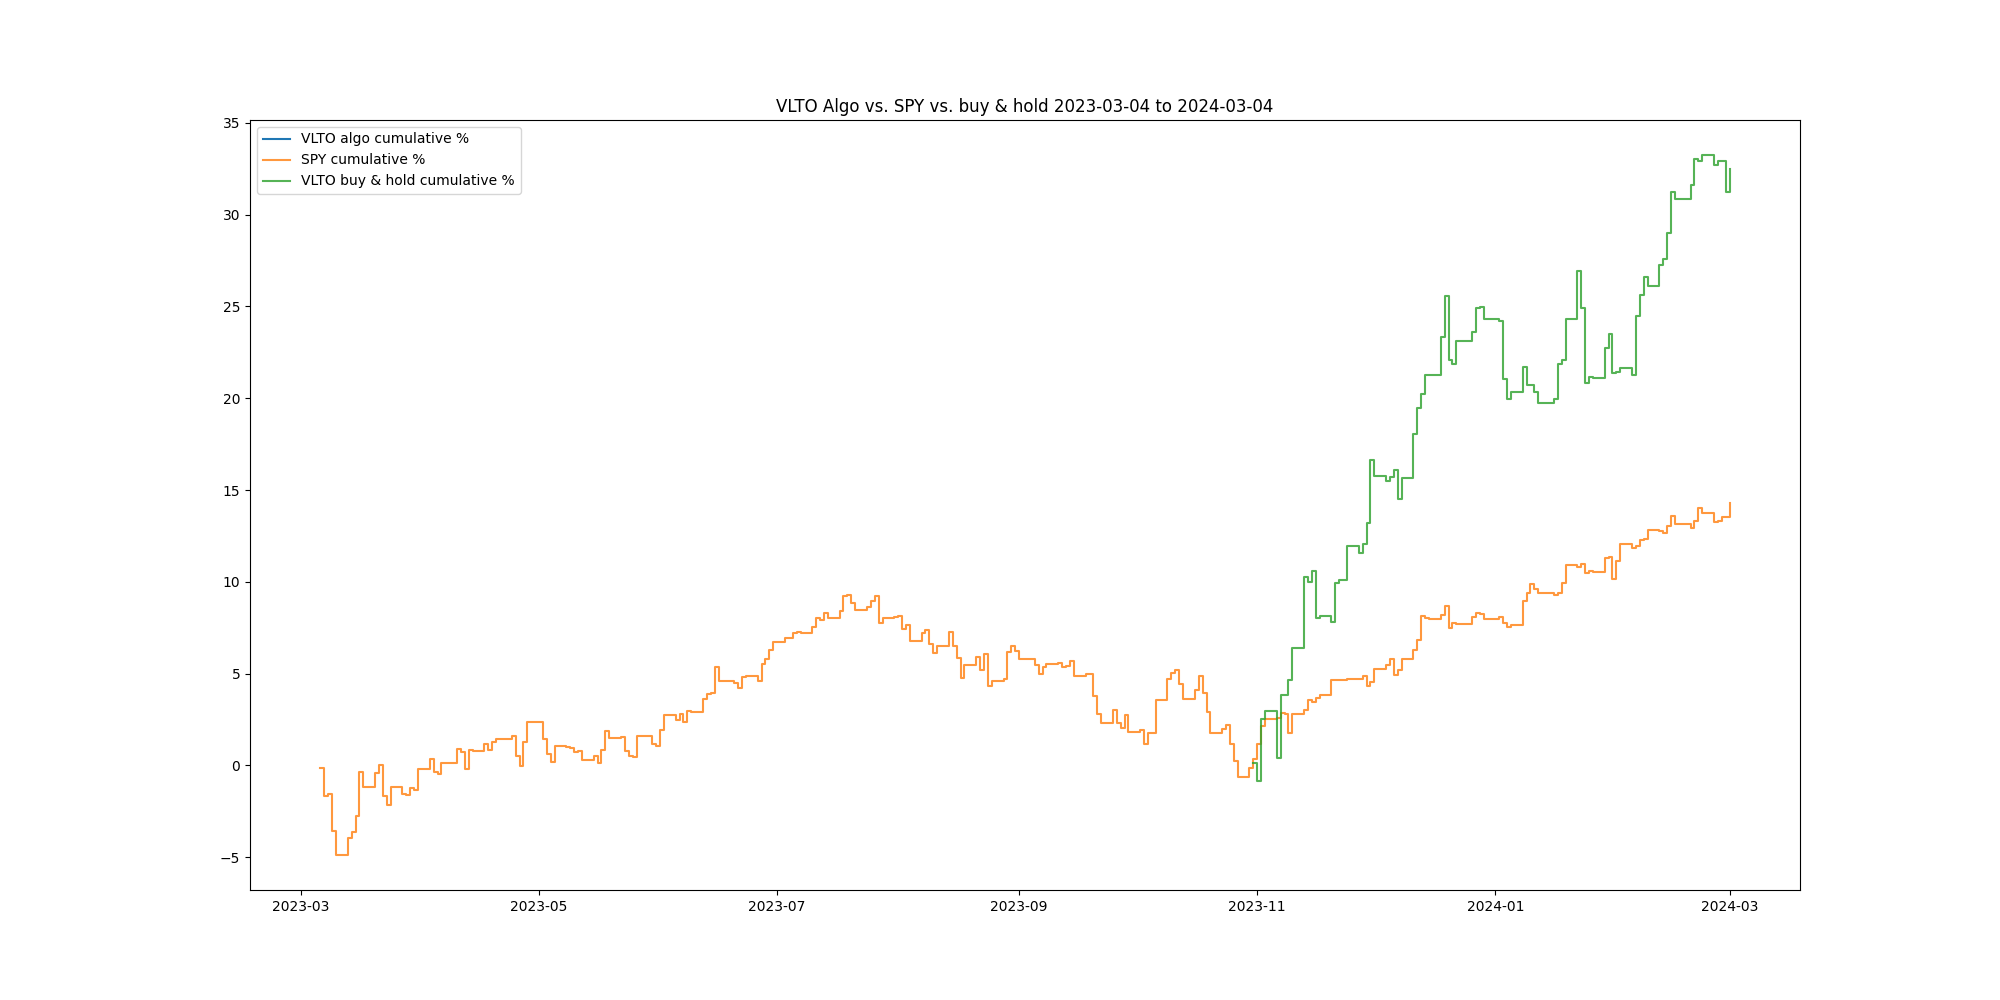 VLTO Algo vs. SPY vs. buy & hold 2023-03-04 to 2024-03-04
VLTO algo cumulative %
SPY cumulative %
VLTO buy & hold cumulative %
35
30
25
20
15
10
5
0
−5
2023-03 2023-05 2023-07 2023-09 2023-11 2024-01 2024-03